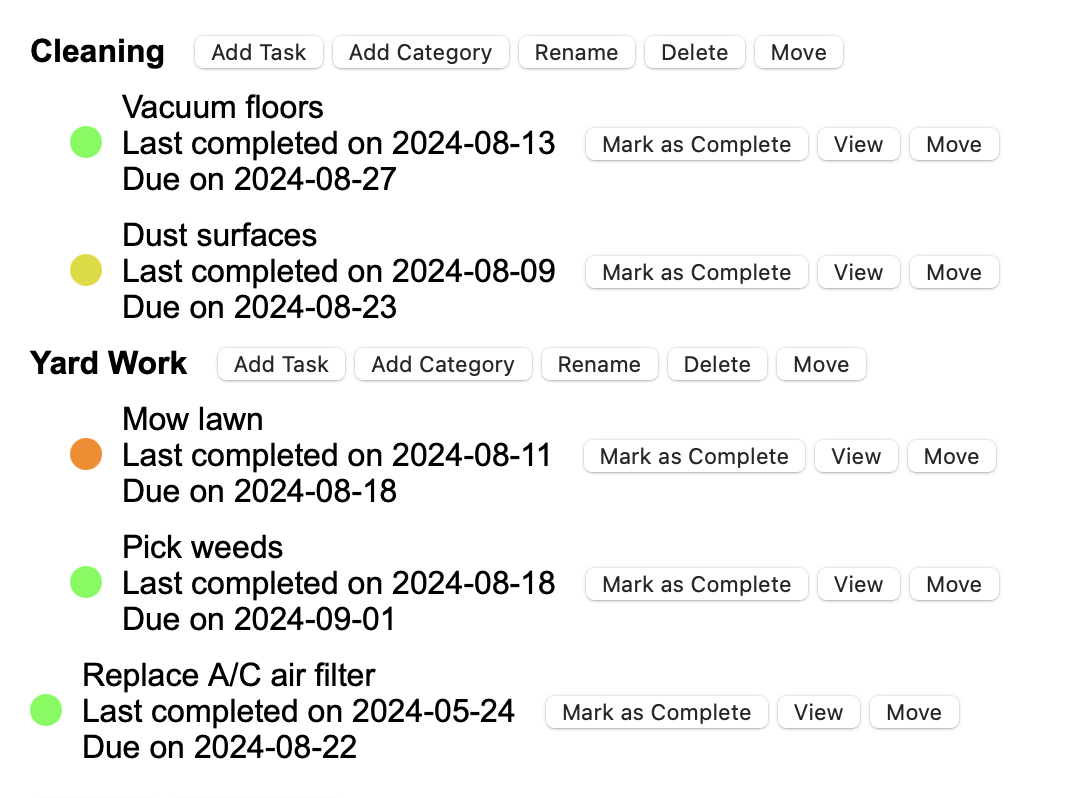 Cleaning Add Task Add Category Rename Delete Move
Vacuum floors
Last completed on 2024-08-13 Mark as Complete View Move
Due on 2024-08-27
Dust surfaces
Last completed on 2024-08-09 Mark as Complete View Move
Due on 2024-08-23
Yard Work Add Task Add Category Rename Delete Move
Mow lawn
Last completed on 2024-08-11 Mark as Complete View Move
Due on 2024-08-18
Pick weeds
Last completed on 2024-08-18 Mark as Complete View Move
Due on 2024-09-01
Replace A/C air filter
Last completed on 2024-05-24 Mark as Complete View Move
Due on 2024-08-22